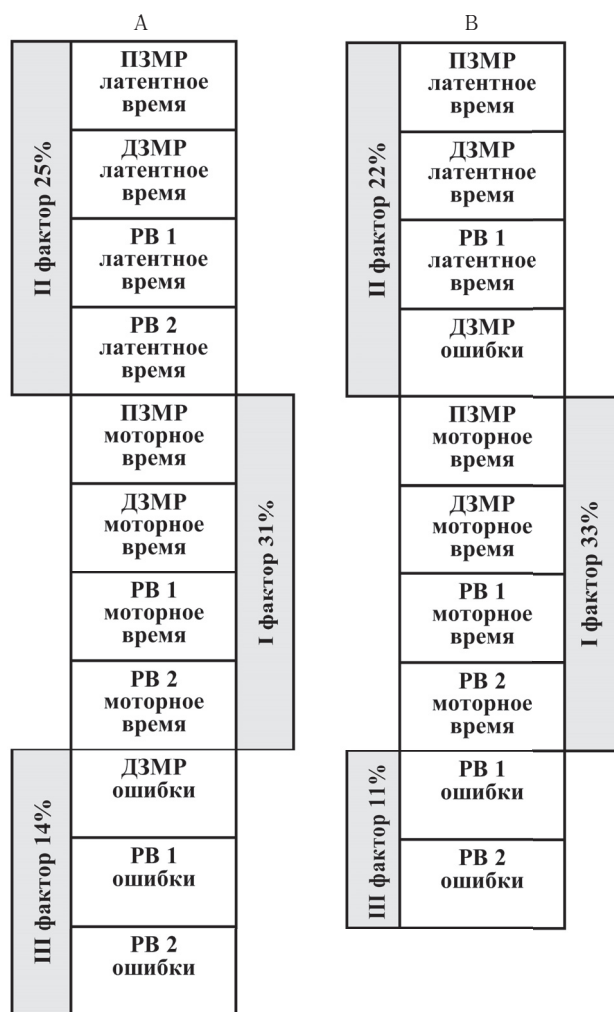 А
II фактор 25%
ПЗМР
латентное
время
ДЗМР
латентное
время
РВ 1
латентное
время
РВ 2
латентное
время
I фактор 31%
ПЗМР
моторное
время
ДЗМР
моторное
время
РВ 1
моторное
время
РВ 2
моторное
время
III фактор 14%
ДЗМР
ошибки
РВ 1
ошибки
РВ 2
ошибки
В
II фактор 22%
ПЗМР
латентное
время
ДЗМР
латентное
время
РВ 1
латентное
время
ДЗМР
ошибки
I фактор 33%
ПЗМР
моторное
время
ДЗМР
моторное
время
РВ 1
моторное
время
РВ 2
моторное
время
III фактор 11%
РВ 1
ошибки
РВ 2
ошибки